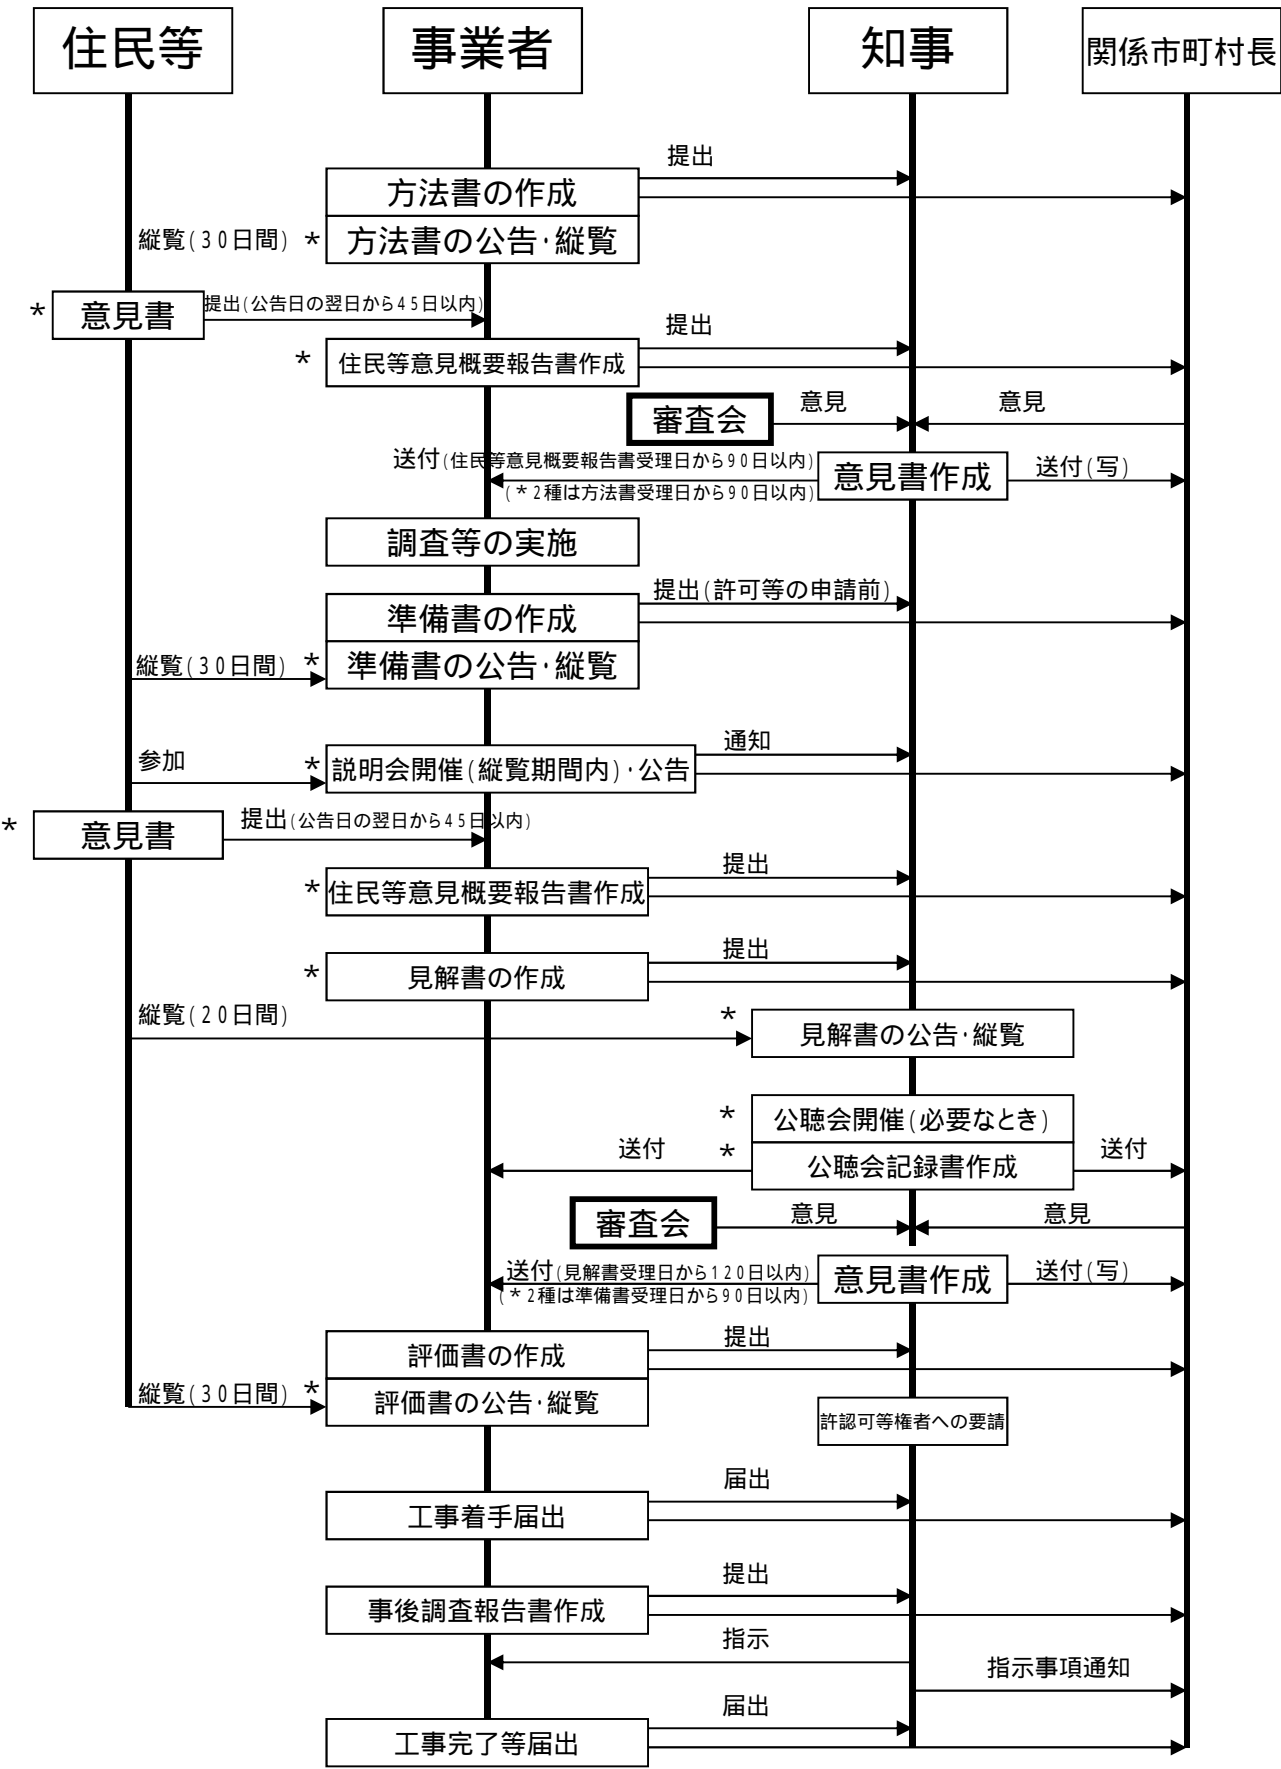 住民等
事業者
知事
関係市町村長
提出
方法書の作成
縦覧(30日間) *
方法書の公告・縦覧
* 意見書
提出(公告日の翌日から45日以内)
提出
* 住民等意見概要報告書作成
審査会
意見
意見
送付(住民等意見概要報告書受理日から90日以内)
(*2種は方法書受理日から90日以内)
意見書作成
送付(写)
調査等の実施
提出(許可等の申請前)
準備書の作成
縦覧(30日間) *
準備書の公告・縦覧
通知
参加
* 説明会開催(縦覧期間内)・公告
* 意見書
提出(公告日の翌日から45日以内)
提出
* 住民等意見概要報告書作成
提出
* 見解書の作成
縦覧(20日間)
* 見解書の公告・縦覧
* 公聴会開催(必要なとき)
送付
* 公聴会記録書作成
送付
審査会
意見
意見
送付(見解書受理日から120日以内)
(*2種は準備書受理日から90日以内)
意見書作成
送付(写)
提出
評価書の作成
縦覧(30日間) *
評価書の公告・縦覧
許認可等権者への要請
届出
工事着手届出
提出
事後調査報告書作成
指示
指示事項通知
届出
工事完了等届出